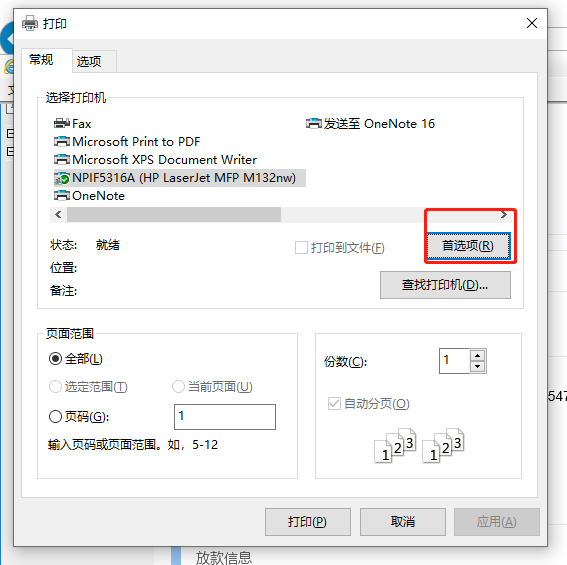 打印
常规
选项
选择打印机
Fax
发送至 OneNote 16
Microsoft Print to PDF
Microsoft XPS Document Writer
NPIF5316A (HP LaserJet MFP M132nw)
OneNote
状态: 就绪
打印到文件(F)
首选项(R)
位置:
备注:
查找打印机(D)...
页面范围
全部(L)
选定范围(T)
当前页面(U)
页码(G):
1
输入页码或页面范围。如，5-12
份数(C):
1
自动分页(O)
1 2 3
1 2 3
547
打印(P)
取消
应用(A)
放款信息